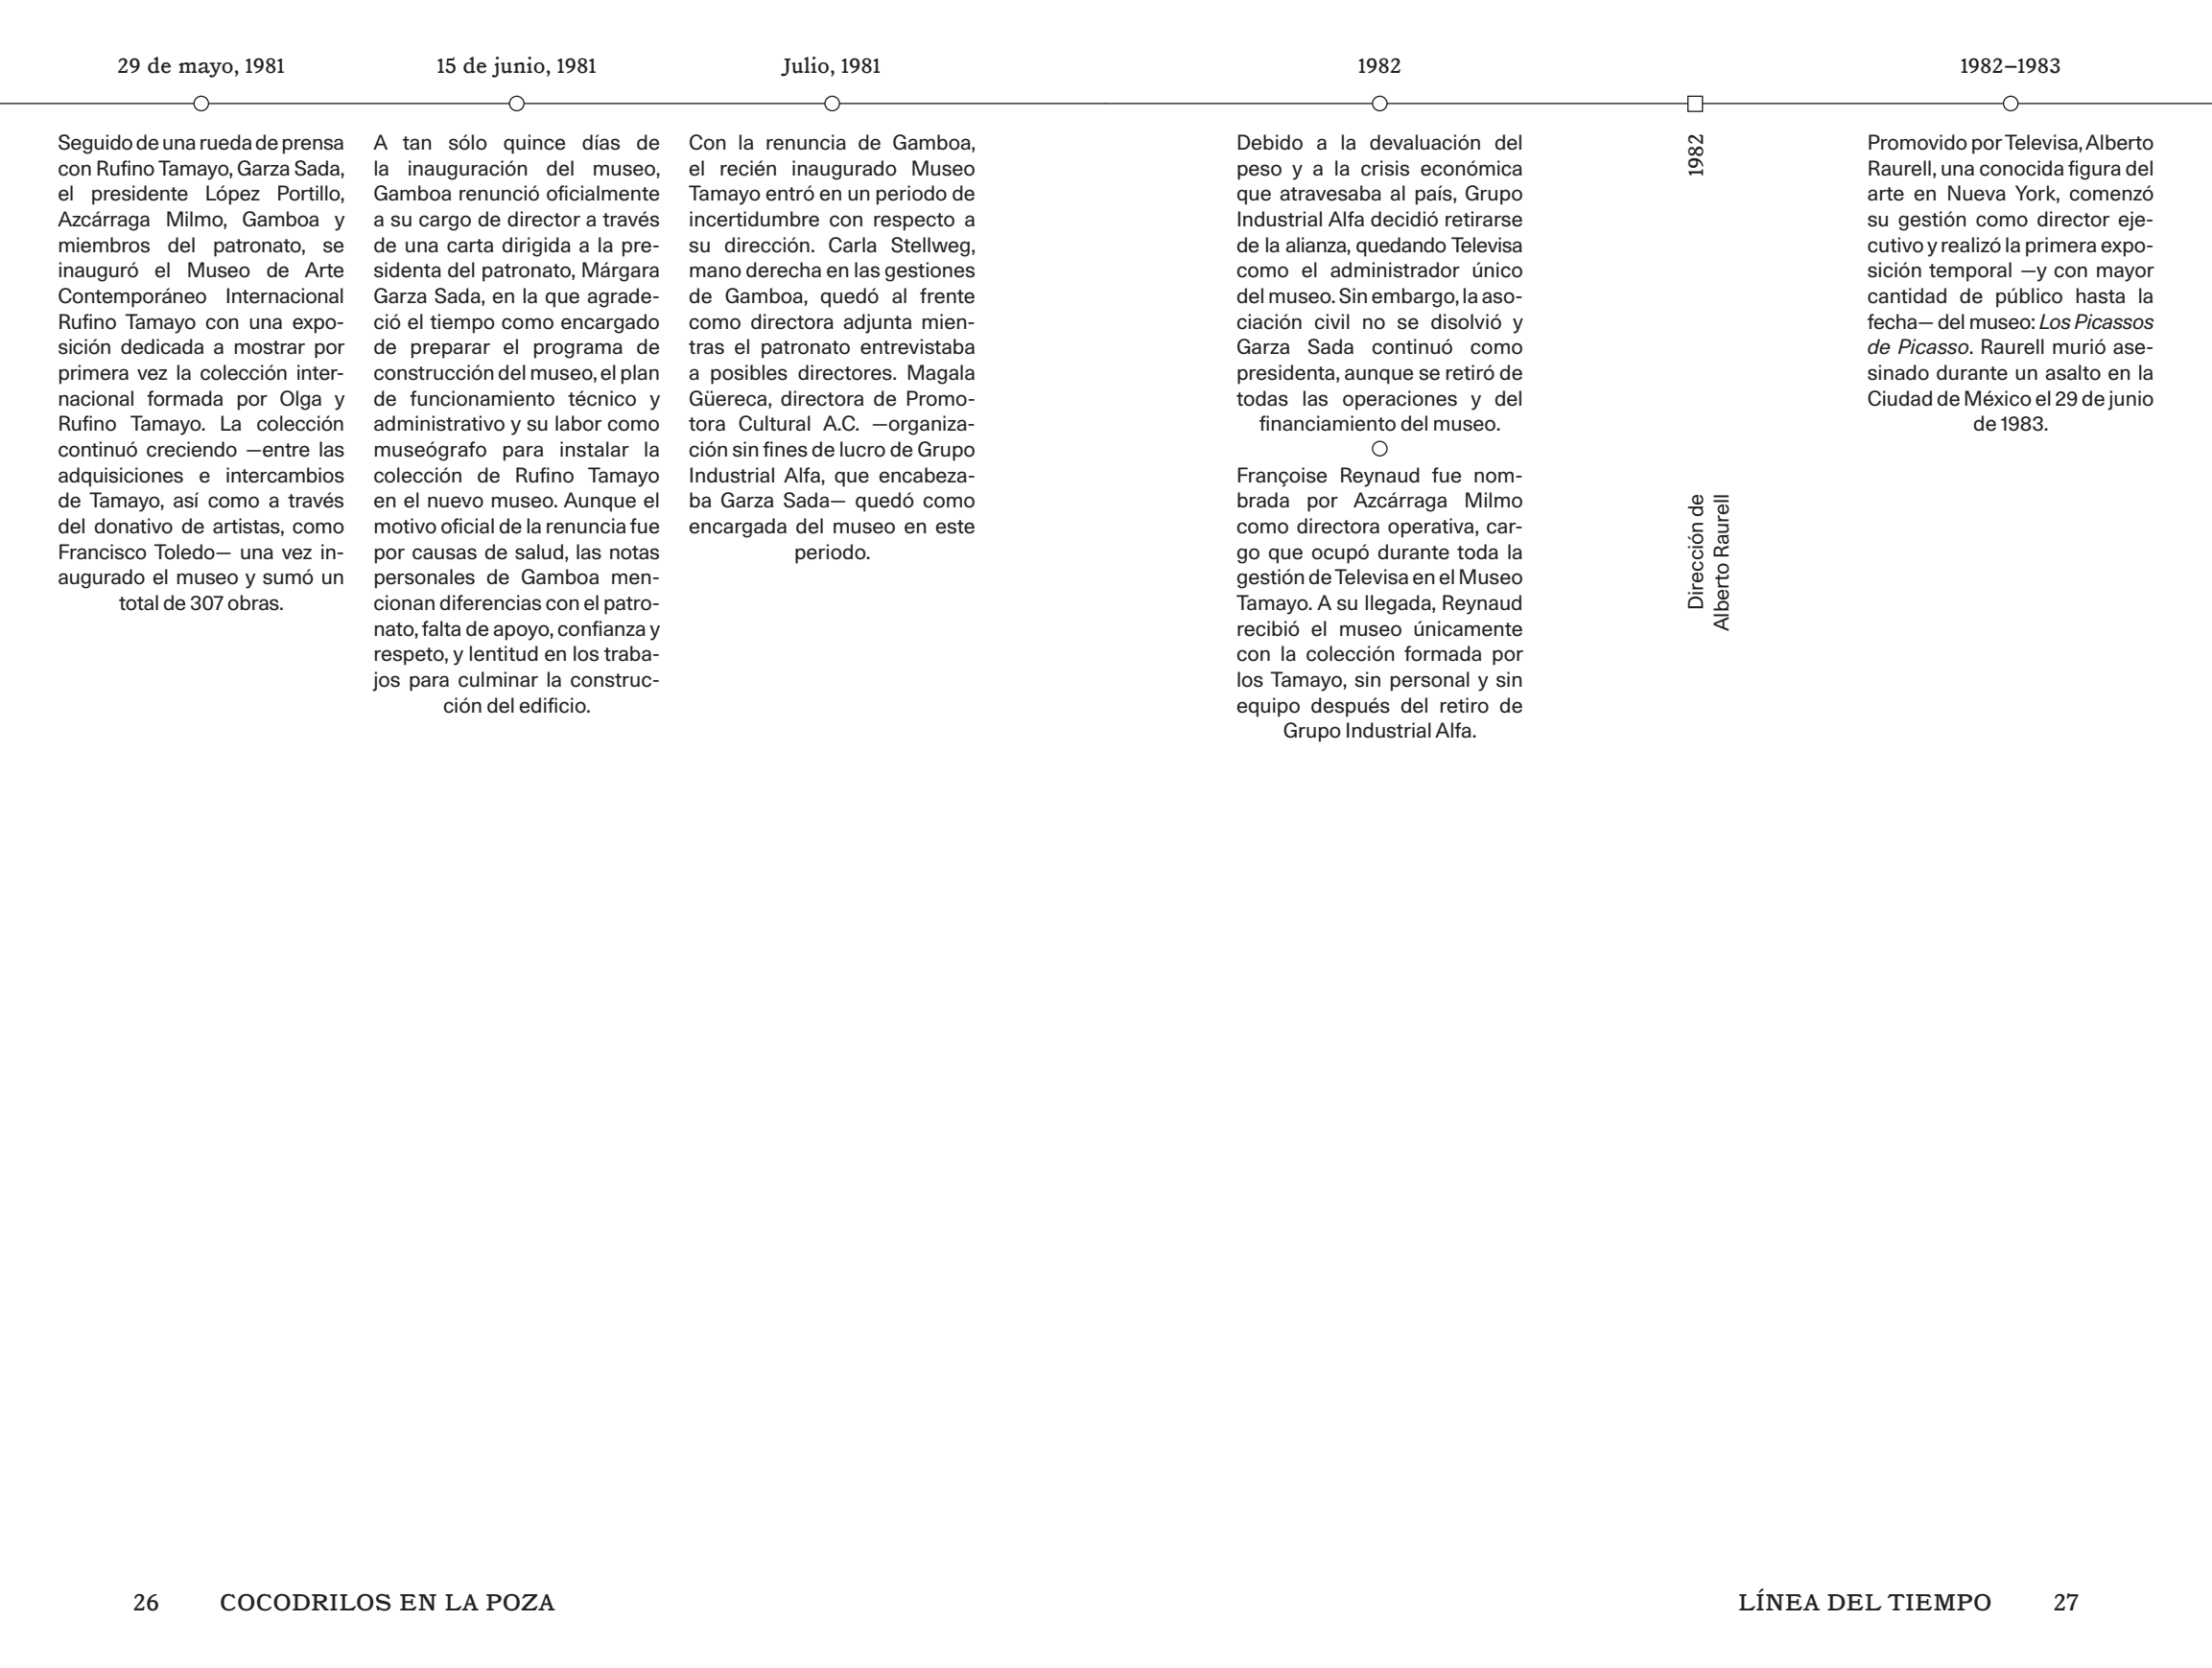 29 de mayo, 1981
Seguido de una rueda de prensa
con Rufino Tamayo, Garza Sada,
el presidente López Portillo,
Azcárraga Milmo, Gamboa y
miembros del patronato, se
inauguró el Museo de Arte
Contemporáneo Internacional
Rufino Tamayo con una expo-
sición dedicada a mostrar por
primera vez la colección inter-
nacional formada por Olga y
Rufino Tamayo. La colección
continuó creciendo —entre las
adquisiciones e intercambios
de Tamayo, así como a través
del donativo de artistas, como
Francisco Toledo— una vez in-
augurado el museo y sumó un
total de 307 obras.
15 de junio, 1981
A tan sólo quince días de
la inauguración del museo,
Gamboa renunció oficialmente
a su cargo de director a través
de una carta dirigida a la pre-
sidenta del patronato, Márgara
Garza Sada, en la que agrade-
ció el tiempo como encargado
de preparar el programa de
construcción del museo, el plan
de funcionamiento técnico y
administrativo y su labor como
museógrafo para instalar la
colección de Rufino Tamayo
en el nuevo museo. Aunque el
motivo oficial de la renuncia fue
por causas de salud, las notas
personales de Gamboa men-
cionan diferencias con el patro-
nato, falta de apoyo, confianza y
respeto, y lentitud en los traba-
jos para culminar la construc-
ción del edificio.
Julio, 1981
Con la renuncia de Gamboa,
el recién inaugurado Museo
Tamayo entró en un periodo de
incertidumbre con respecto a
su dirección. Carla Stellweg,
mano derecha en las gestiones
de Gamboa, quedó al frente
como directora adjunta mien-
tras el patronato entrevistaba
a posibles directores. Magala
Güereca, directora de Promo-
tora Cultural A.C. —organiza-
ción sin fines de lucro de Grupo
Industrial Alfa, que encabeza-
ba Garza Sada— quedó como
encargada del museo en este
periodo.
1982
Debido a la devaluación del
peso y a la crisis económica
que atravesaba al país, Grupo
Industrial Alfa decidió retirarse
de la alianza, quedando Televisa
como el administrador único
del museo. Sin embargo, la aso-
ciación civil no se disolvió y
Garza Sada continuó como
presidenta, aunque se retiró de
todas las operaciones y del
financiamiento del museo.
Françoise Reynaud fue nom-
brada por Azcárraga Milmo
como directora operativa, car-
go que ocupó durante toda la
gestión de Televisa en el Museo
Tamayo. A su llegada, Reynaud
recibió el museo únicamente
con la colección formada por
los Tamayo, sin personal y sin
equipo después del retiro de
Grupo Industrial Alfa.
1982
Dirección de
Alberto Raurell
1982–1983
Promovido por Televisa, Alberto
Raurell, una conocida figura del
arte en Nueva York, comenzó
su gestión como director eje-
cutivo y realizó la primera expo-
sición temporal —y con mayor
cantidad de público hasta la
fecha— del museo: Los Picassos
de Picasso. Raurell murió ase-
sinado durante un asalto en la
Ciudad de México el 29 de junio
de 1983.
26 COCODRILOS EN LA POZA
LÍNEA DEL TIEMPO 27